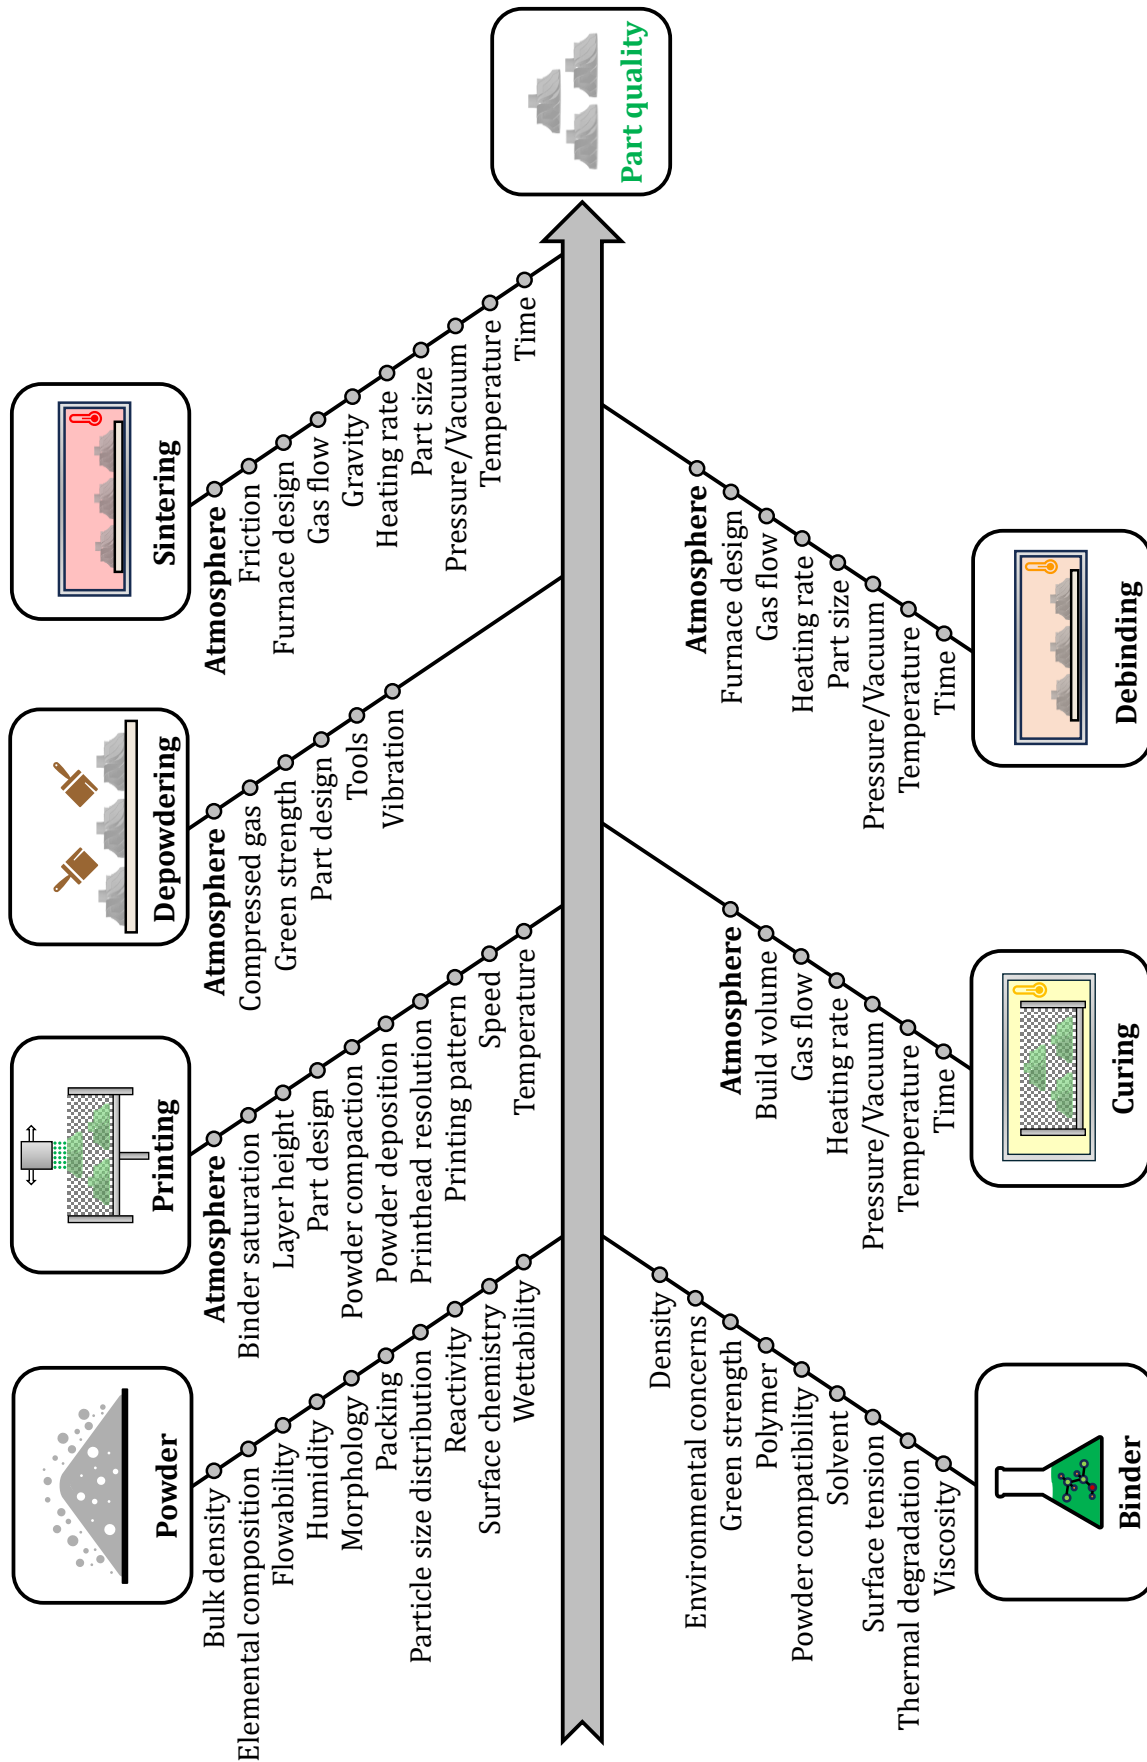 Powder
Bulk density
Elemental composition
Flowability
Humidity
Morphology
Packing
Particle size distribution
Reactivity
Surface chemistry
Wettability
Printing
Atmosphere
Binder saturation
Layer height
Part design
Powder compaction
Powder deposition
Printhead resolution
Printing pattern
Speed
Temperature
Depowdering
Atmosphere
Compressed gas
Green strength
Part design
Tools
Vibration
Sintering
Atmosphere
Friction
Furnace design
Gas flow
Gravity
Heating rate
Part size
Pressure/Vacuum
Temperature
Time
Part quality
Density
Environmental concerns
Green strength
Polymer
Powder compatibility
Solvent
Surface tension
Thermal degradation
Viscosity
Binder
Atmosphere
Build volume
Gas flow
Heating rate
Pressure/Vacuum
Temperature
Time
Curing
Atmosphere
Furnace design
Gas flow
Heating rate
Part size
Pressure/Vacuum
Temperature
Time
Debinding